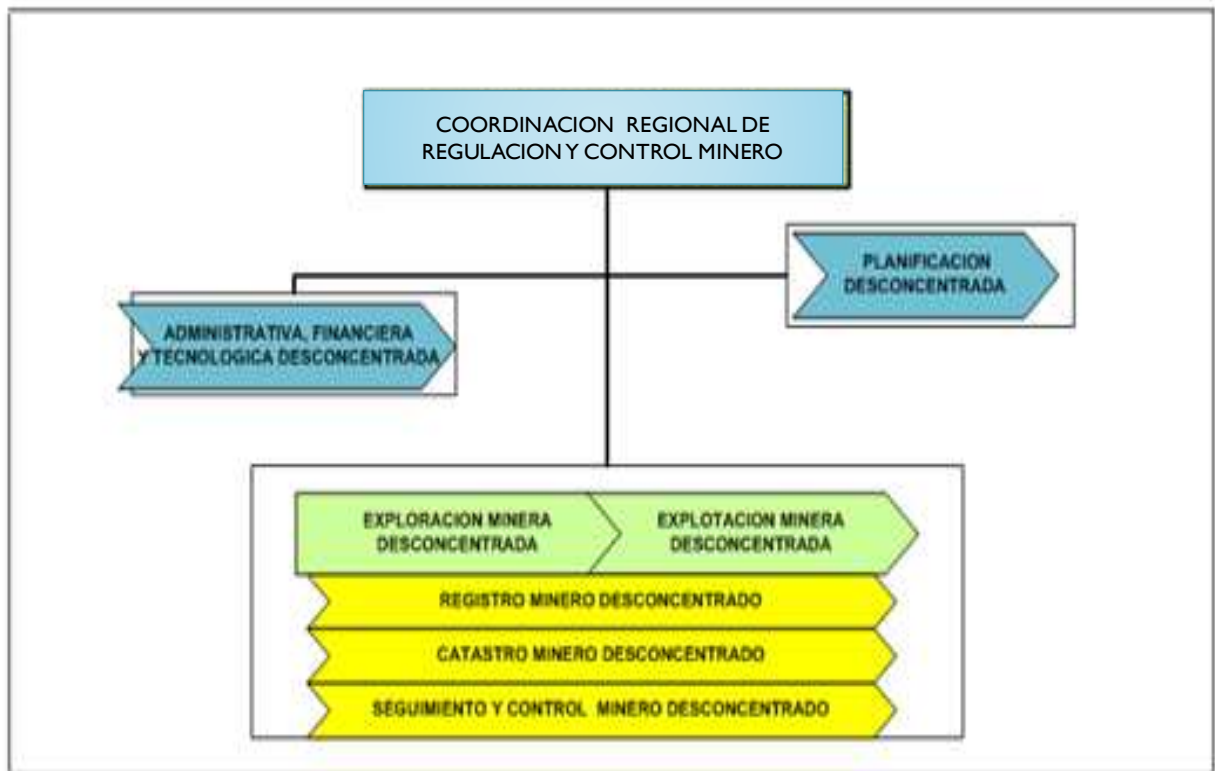 COORDINACION REGIONAL DE
REGULACION Y CONTROL MINERO
PLANIFICACION
DESCONCENTRADA
ADMINISTRATIVA, FINANCIERA
Y TECNOLOGICA DESCONCENTRADA
EXPLORACION MINERA
DESCONCENTRADA
EXPLOTACION MINERA
DESCONCENTRADA
REGISTRO MINERO DESCONCENTRADO
CATASTRO MINERO DESCONCENTRADO
SEGUIMIENTO Y CONTROL MINERO DESCONCENTRADO